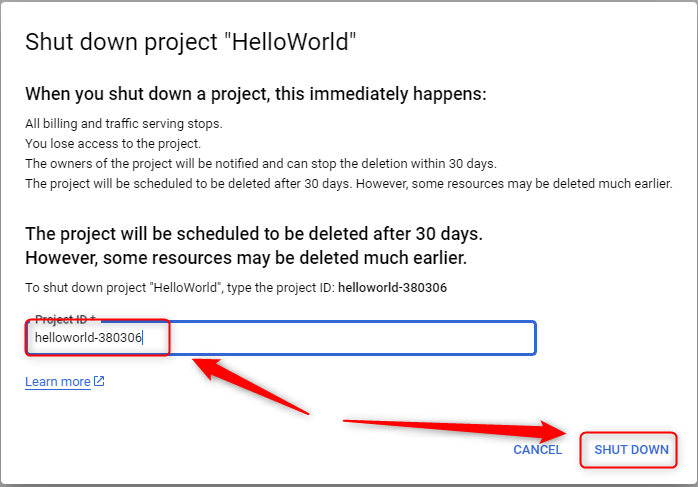 Shut down project "HelloWorld"
When you shut down a project, this immediately happens:
All billing and traffic serving stops.
You lose access to the project.
The owners of the project will be notified and can stop the deletion within 30 days.
The project will be scheduled to be deleted after 30 days. However, some resources may be deleted much earlier.
The project will be scheduled to be deleted after 30 days.
However, some resources may be deleted much earlier.
To shut down project "HelloWorld", type the project ID: helloworld-380306
Project ID *
helloworld-380306
Learn more
CANCEL SHUT DOWN